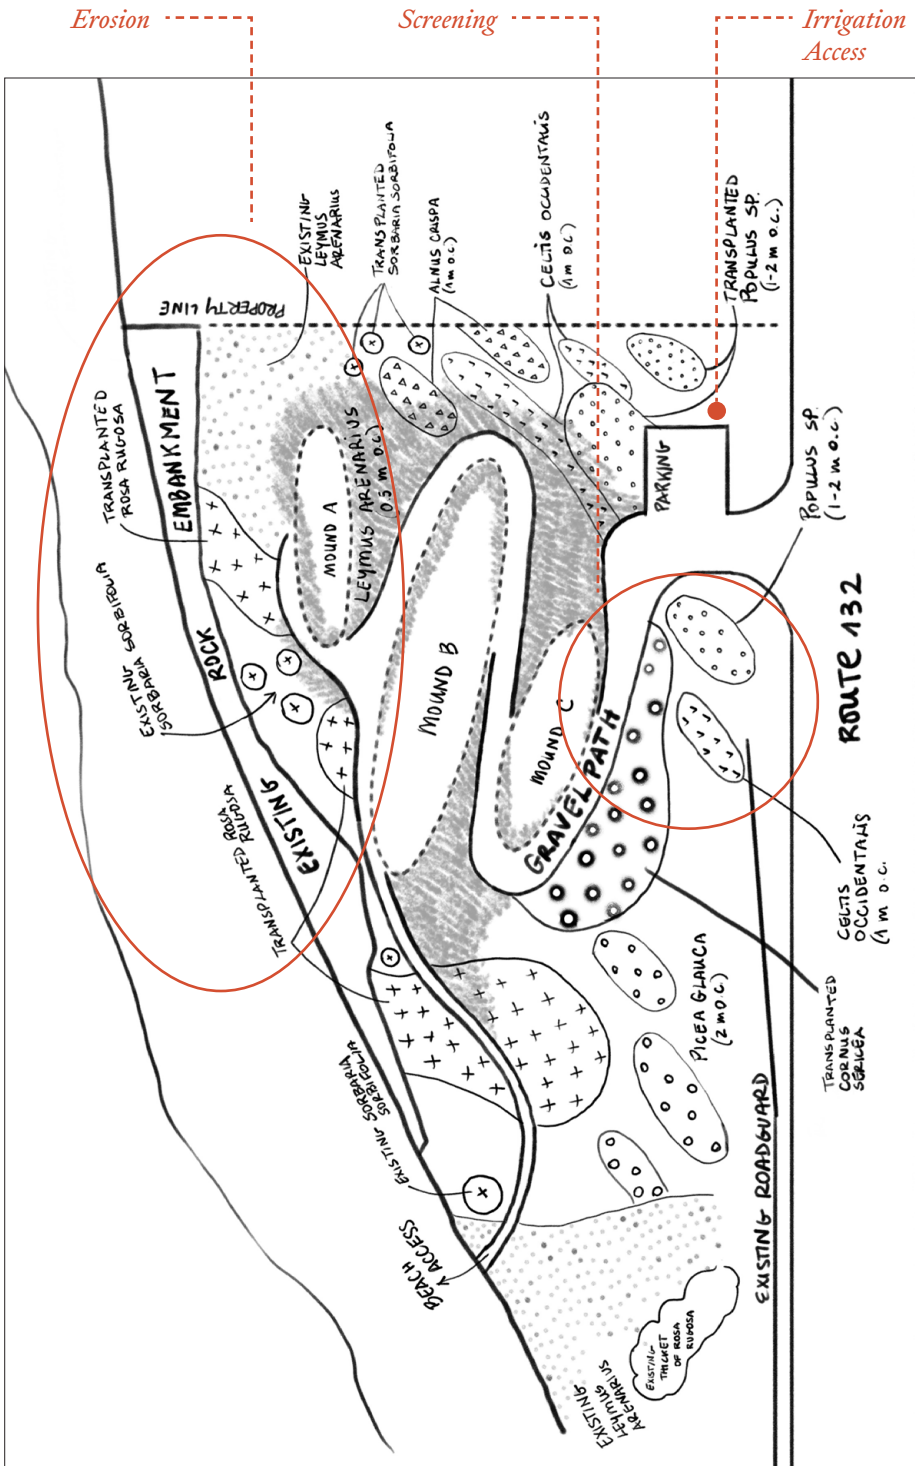 Erosion
Screening
Irrigation
Access
EXISTING
LEYMUS
ARENARIUS
TRANSPLANTED
SORBARIA SORBIFOLIA
ALNUS CRISPA
(1m o.c.)
CELTIS OCCIDENTALIS
(1m o.c)
TRANSPLANTED
POPULUS SP.
(1-2 m o.c.)
PROPERTY LINE
TRANSPLANTED
ROSA RUGOSA
EMBANKMENT
MOUND A
LEYMUS ARENARIUS
0.5 m o.c.)
PARKING
POPULUS SP
(1-2 m o.c.)
EXISTING SORBIFOLIA
SORBARIA
ROCK
MOUND B
MOUND C
GRAVEL PATH
ROUTE 132
EXISTING
TRANSPLANTED ROSA
RUGOSA
CELTIS
OCCIDENTALIS
(1 m o.c.
PICEA GLAUCA
(2 m o.c.)
TRANSPLANTED
CORNUS
SERICEA
EXISTING SORBARIA
SORBIFOLIA
BEACH
ACCESS
EXISTING ROADGUARD
EXISTING
THICKET
OF ROSA
RUGOSA
EXISTING
LEYMUS
ARENARIUS